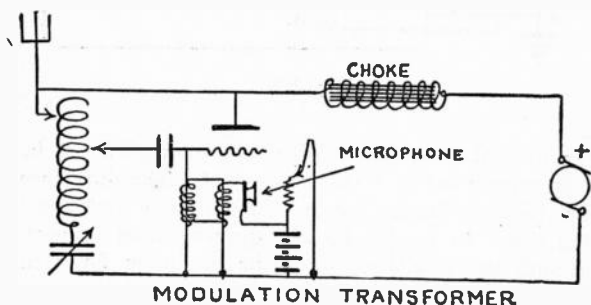 CHOKE
MICROPHONE
+
-
MODULATION TRANSFORMER